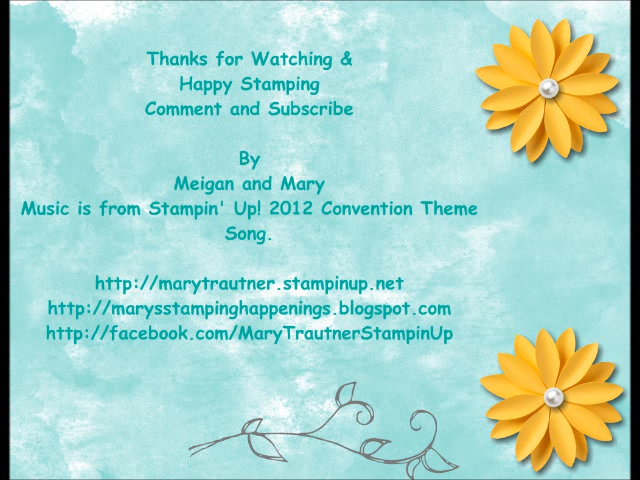 Thanks for Watching &
Happy Stamping
Comment and Subscribe
By
Meigan and Mary
Music is from Stampin' Up! 2012 Convention Theme
Song.
http://marytrautner.stampinup.net
http://marysstampinghappenings.blogspot.com
http://facebook.com/MaryTrautnerStampinUp